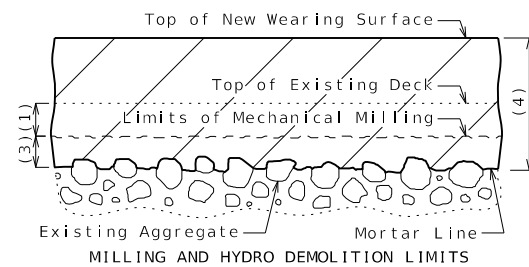 Top of New Wearing Surface
Top of Existing Deck
(1)
(4)
Limits of Mechanical Milling
(3)
Existing Aggregate
Mortar Line
MILLING AND HYDRO DEMOLITION LIMITS